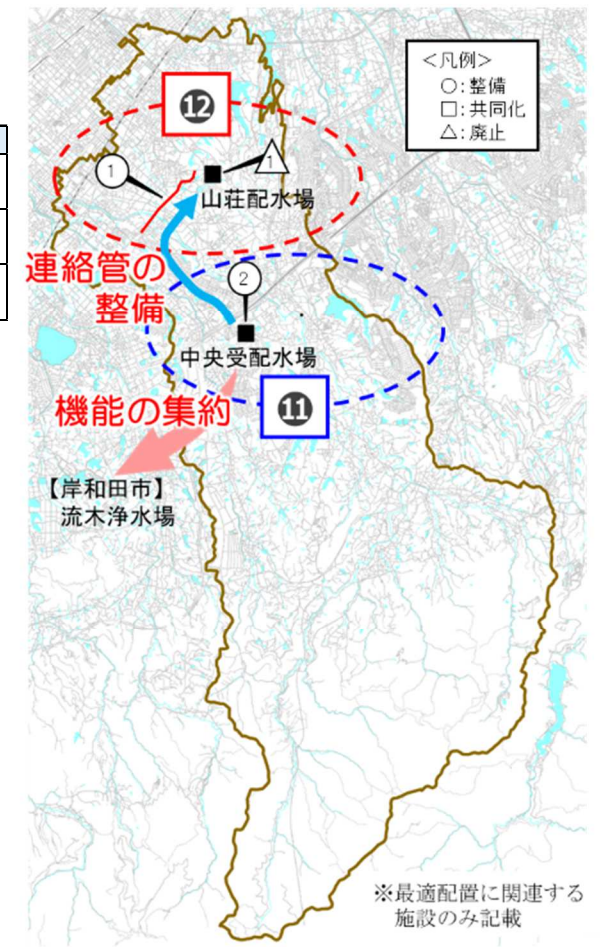 <凡例>
○:整備
□:共同化
△:廃止
⓬
①
1
山荘配水場
連絡管の
整備
②
中央受配水場
⓫
機能の集約
【岸和田市】
流木浄水場
※最適配置に関連する
施設のみ記載